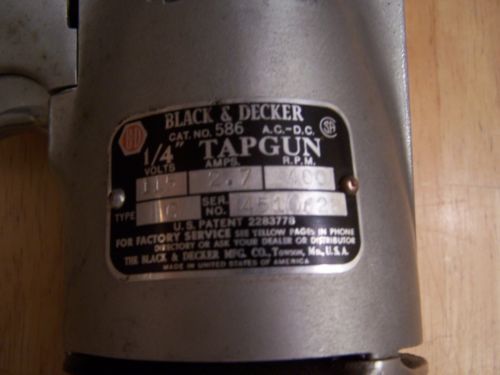 BD
BLACK & DECKER
CAT. NO. 586 A.C.-D.C.
SA
1/4" TAPGUN
VOLTS AMPS. R.P.M.
115 2.7
TYPE SER. NO.
U.S. PATENT 2283778
FOR FACTORY SERVICE SEE YELLOW PAGES IN PHONE
DIRECTORY OR ASK YOUR DEALER OR DISTRIBUTOR
THE BLACK & DECKER MFG. CO., TOWSON, MD., U.S.A.
MADE IN UNITED STATES OF AMERICA